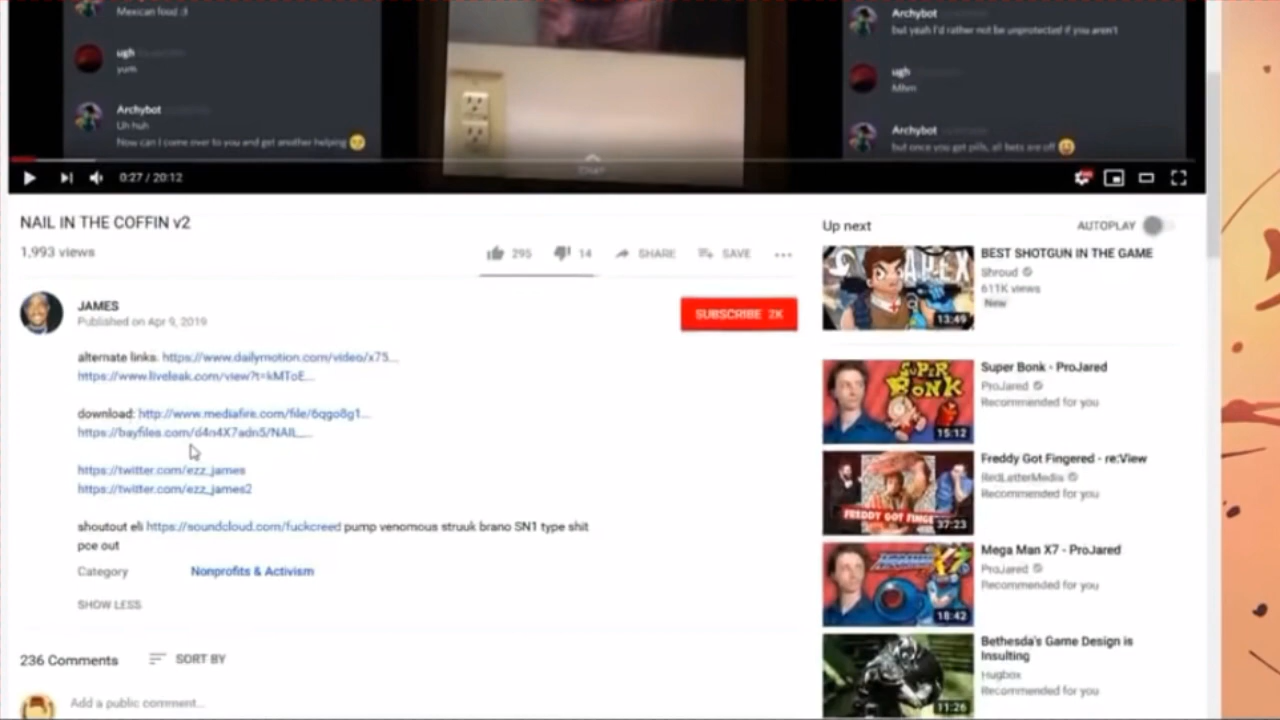 Mexican food :3
ugh
yum
Archybot
Uh huh
Now can I come over to you and get another helping
Archybot
but yeah I'd rather not be unprotected if you aren't
ugh
Mhm
Archybot
but once you get pills, all bets are off
0:27 / 20:12
NAIL IN THE COFFIN v2
1,993 views
295
14
SHARE
SAVE
JAMES
Published on Apr 9, 2019
SUBSCRIBE 2K
alternate links. https://www.dailymotion.com/video/x75...
https://www.liveleak.com/view?t=kMToE...
download: http://www.mediafire.com/file/6qgo8g1...
https://bayfiles.com/d4n4X7adn5/NAIL_...
https://twitter.com/ezz_james
https://twitter.com/ezz_james2
shoutout eli https://soundcloud.com/fuckcreed pump venomous struuk brano SN1 type shit
pce out
Category
Nonprofits & Activism
SHOW LESS
236 Comments
SORT BY
Add a public comment...
Up next
AUTOPLAY
APEX
BEST SHOTGUN IN THE GAME
Shroud
611K views
New
13:49
SUPER BONK
Super Bonk - ProJared
ProJared
Recommended for you
15:12
FREDDY GOT FINGE
Freddy Got Fingered - re:View
RedLetterMedia
Recommended for you
37:23
Mega Man X7 - ProJared
ProJared
Recommended for you
18:42
Bethesda's Game Design is
Insulting
Hugbox
Recommended for you
11:26